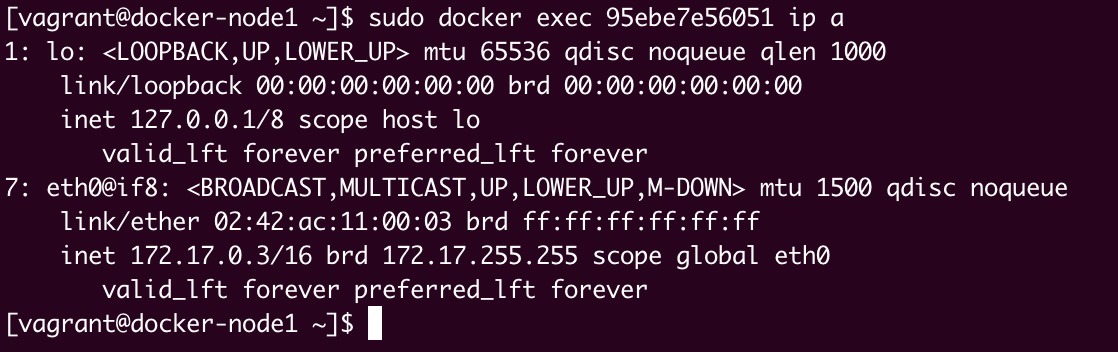 [vagrant@docker-node1 ~]$ sudo docker exec 95ebe7e56051 ip a
1: lo: <LOOPBACK,UP,LOWER_UP> mtu 65536 qdisc noqueue qlen 1000
    link/loopback 00:00:00:00:00:00 brd 00:00:00:00:00:00
    inet 127.0.0.1/8 scope host lo
       valid_lft forever preferred_lft forever
7: eth0@if8: <BROADCAST,MULTICAST,UP,LOWER_UP,M-DOWN> mtu 1500 qdisc noqueue
    link/ether 02:42:ac:11:00:03 brd ff:ff:ff:ff:ff:ff
    inet 172.17.0.3/16 brd 172.17.255.255 scope global eth0
       valid_lft forever preferred_lft forever
[vagrant@docker-node1 ~]$